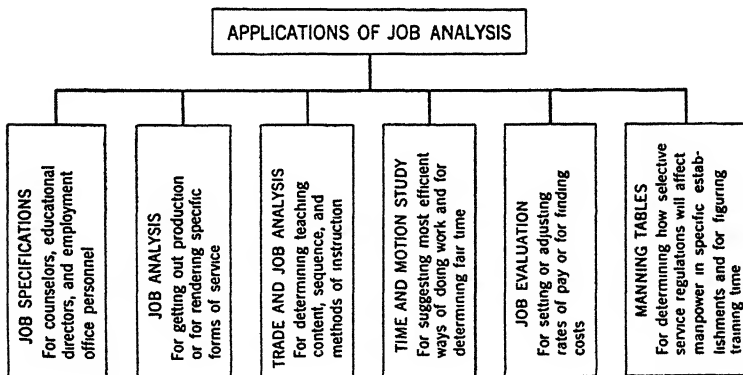 APPLICATIONS OF JOB ANALYSIS
JOB SPECIFICATIONS
For counselors, educational
directors, and employment
office personnel
JOB ANALYSIS
For getting out production
or for rendering specific
forms of service
TRADE AND JOB ANALYSIS
For determining teaching
content, sequence, and
methods of instruction
TIME AND MOTION STUDY
For suggesting most efficient
ways of doing work and for
determining fair time
JOB EVALUATION
For setting or adjusting
rates of pay or for finding
costs
MANNING TABLES
For determining how selective
service regulations will affect
manpower in specific estab-
lishments and for figuring
training time